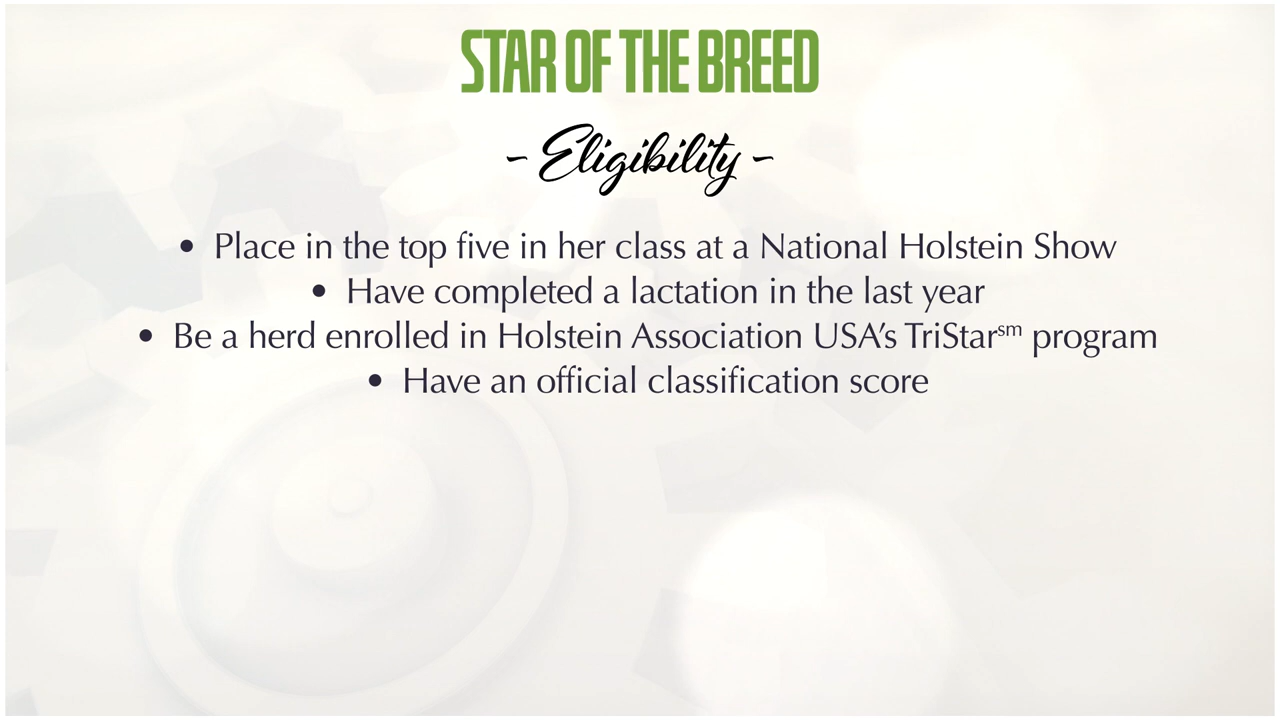 STAR OF THE BREED
- Eligibility -
• Place in the top five in her class at a National Holstein Show
• Have completed a lactation in the last year
• Be a herd enrolled in Holstein Association USA’s TriStar℠ program
• Have an official classification score